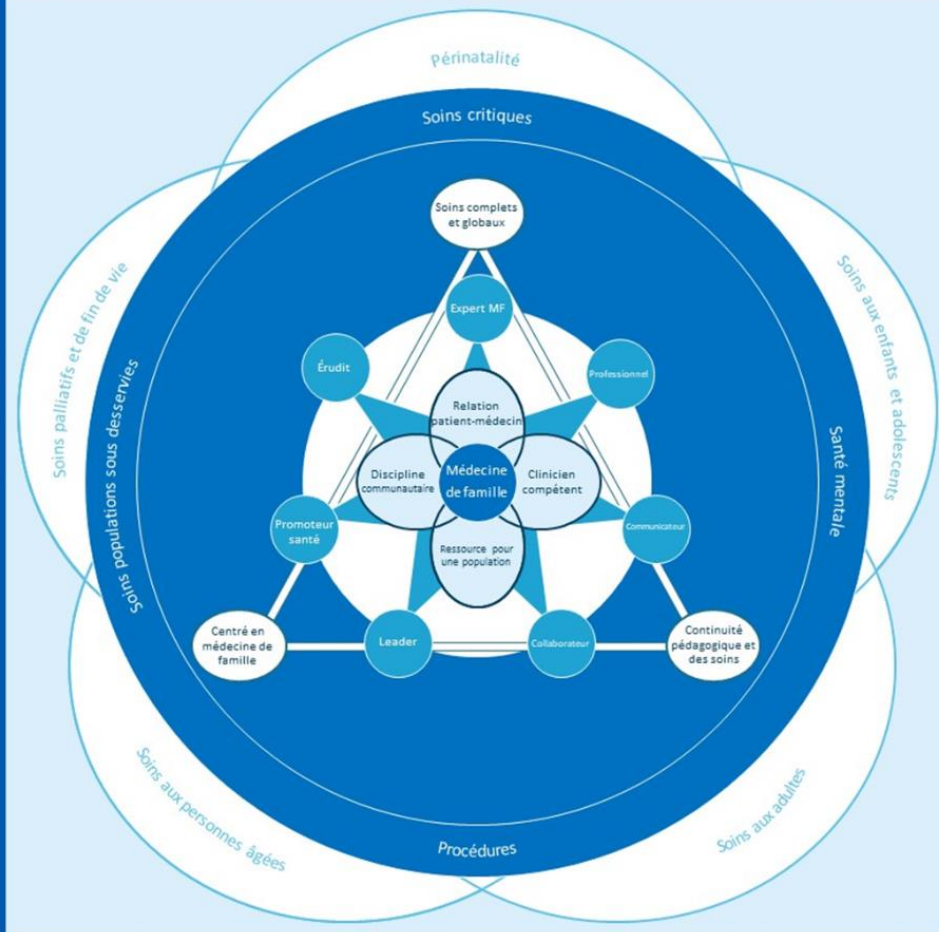 Périnatalité
Soins critiques
Soins complets
et globaux
Soins palliatifs et de fin de vie
Soins aux enfants et adolescents
Soins populations sous desservies
Santé mentale
Expert MF
Érudit
Professionnel
Relation
patient-médecin
Discipline
communautaire
Médecine
de famille
Clinicien
compétent
Promoteur
santé
Communicateur
Ressource pour
une population
Centré en
médecine de
famille
Leader
Collaborateur
Continuité
pédagogique et
des soins
Soins aux personnes âgées
Procédures
Soins aux adultes